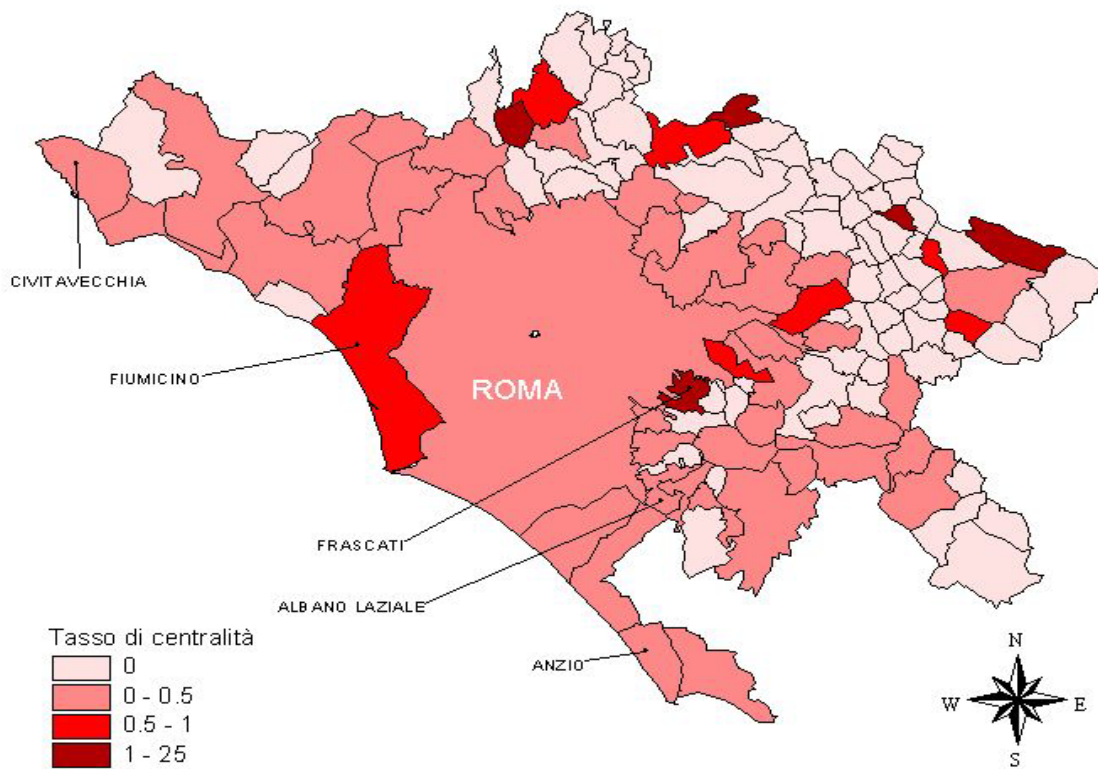 CIVITAVECCHIA
FIUMICINO
ROMA
FRASCATI
ALBANO LAZIALE
ANZIO
Tasso di centralità
0
0 - 0.5
0.5 - 1
1 - 25
N
W E
S